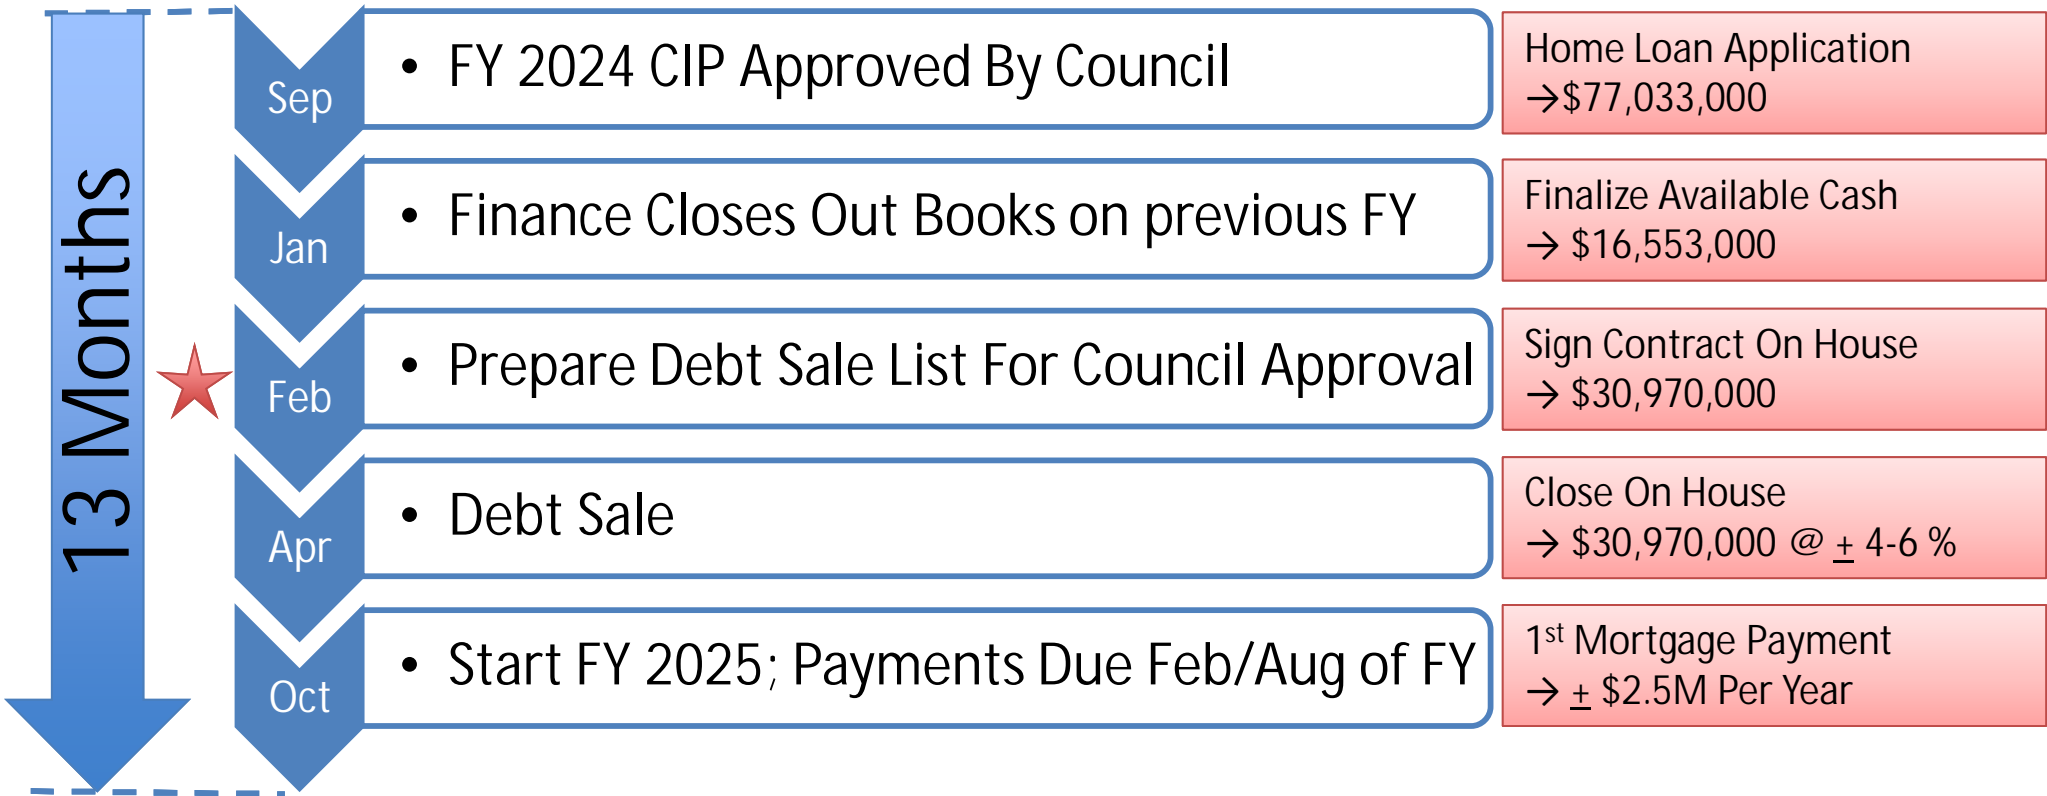 13 Months
Sep
• FY 2024 CIP Approved By Council
Home Loan Application
→$77,033,000
Jan
• Finance Closes Out Books on previous FY
Finalize Available Cash
→ $16,553,000
Feb
• Prepare Debt Sale List For Council Approval
Sign Contract On House
→ $30,970,000
Apr
• Debt Sale
Close On House
→ $30,970,000 @ + 4-6 %
Oct
• Start FY 2025; Payments Due Feb/Aug of FY
1st Mortgage Payment
→ + $2.5M Per Year